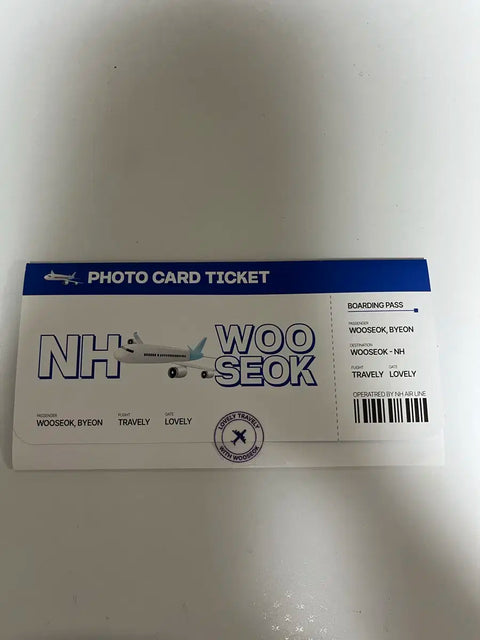 PHOTO CARD TICKET
NH
WOO
SEOK
PASSENGER
FLIGHT
GATE
WOOSEOK, BYEON
TRAVELY
LOVELY
LOVELY TRAVELY
WITH WOOSEOK
BOARDING PASS
PASSENGER
WOOSEOK, BYEON
DESTINATION
WOOSEOK - NH
FLIGHT
GATE
TRAVELY
LOVELY
OPERATRED BY NH AIR LINE